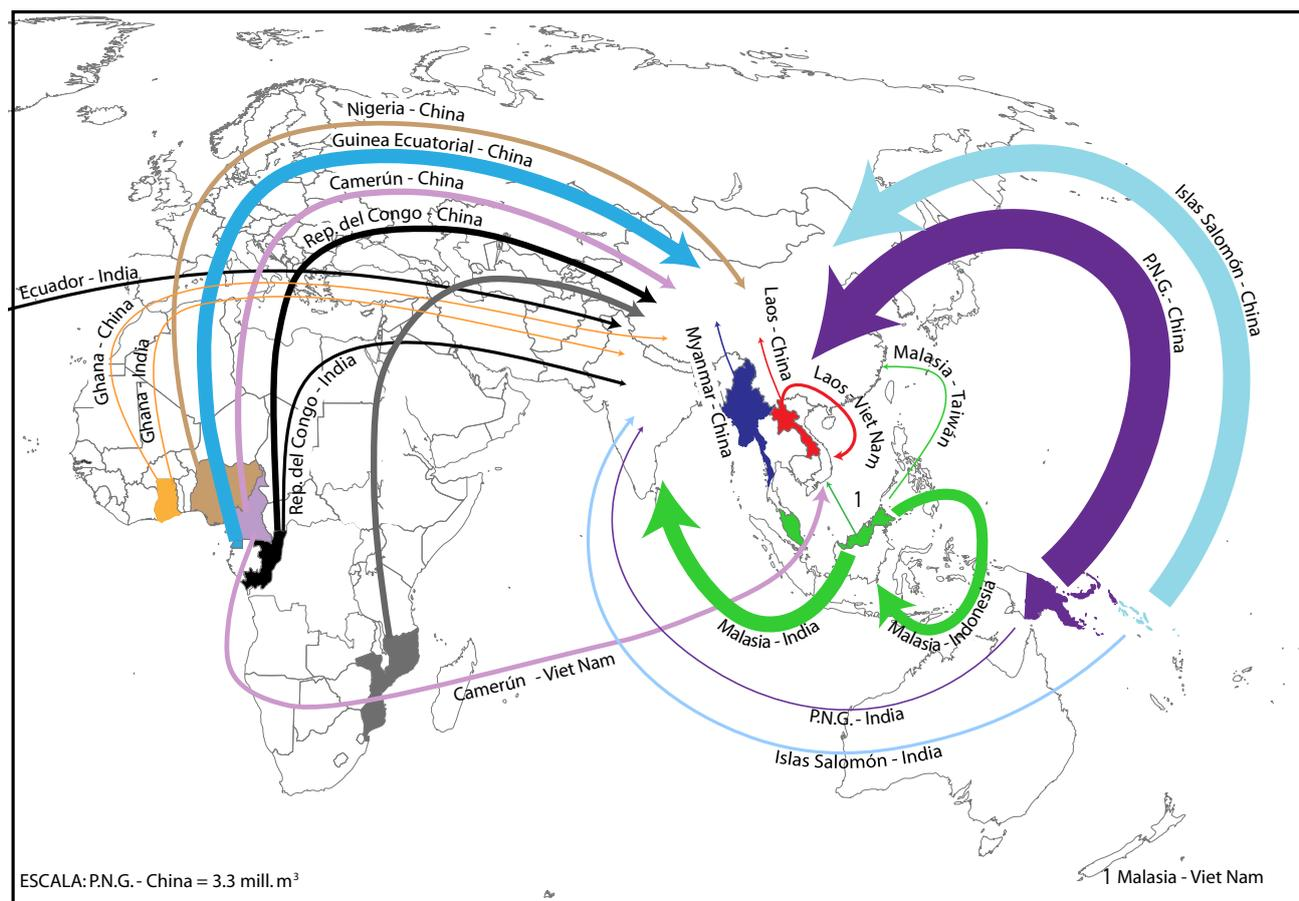 Nigeria - China
Guinea Ecuatorial - China
Camerún - China
Rep. del Congo - China
Ecuador - India
Ghana - China
Ghana - India
Rep. del Congo - India
Islas Salomón - China
P.N.G. - China
Laos - China
Myanmar - China
Laos - Viet Nam
Malasia - Taiwán
1
Malasia - India
Malasia - Indonesia
Camerún - Viet Nam
P.N.G. - India
Islas Salomón - India
ESCALA: P.N.G. - China = 3.3 mill. m³
1 Malasia - Viet Nam